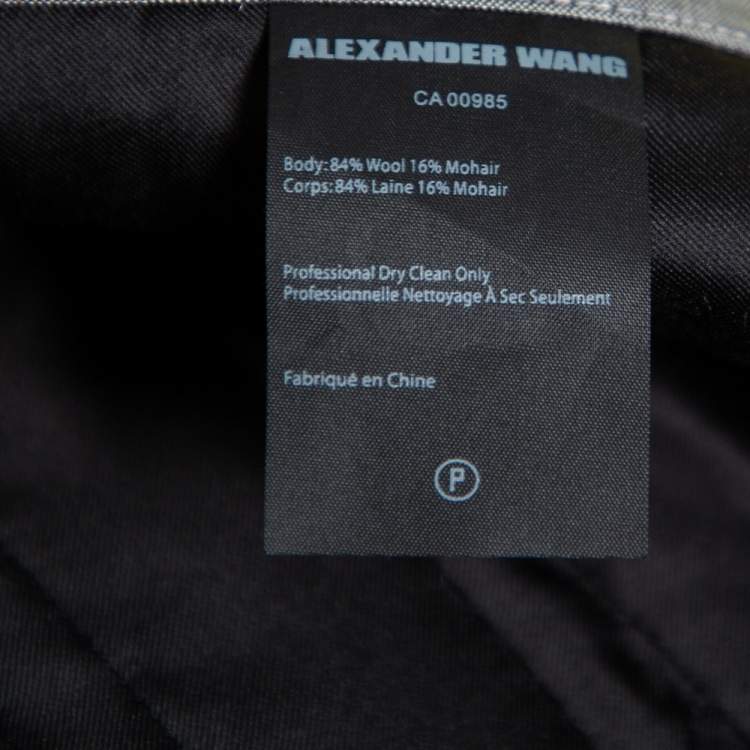 ALEXANDER WANG
CA 00985
Body:84% Wool 16% Mohair
Corps:84% Laine 16% Mohair
Professional Dry Clean Only
Professionnelle Nettoyage À Sec Seulement
Fabriqué en Chine
P